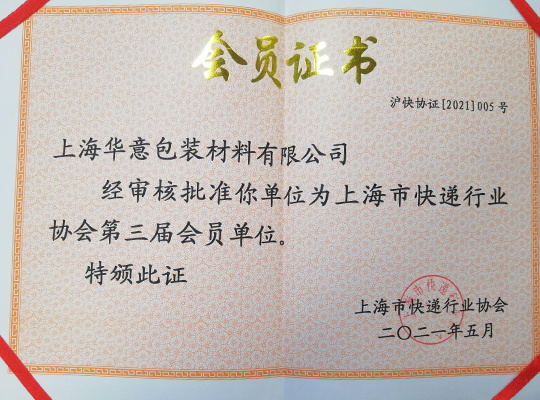 会员证书
沪快协证[2021]005号
上海华意包装材料有限公司
经审核批准你单位为上海市快递行业
协会第三届会员单位。
特颁此证
上海市快递行业协会
二〇二一年五月